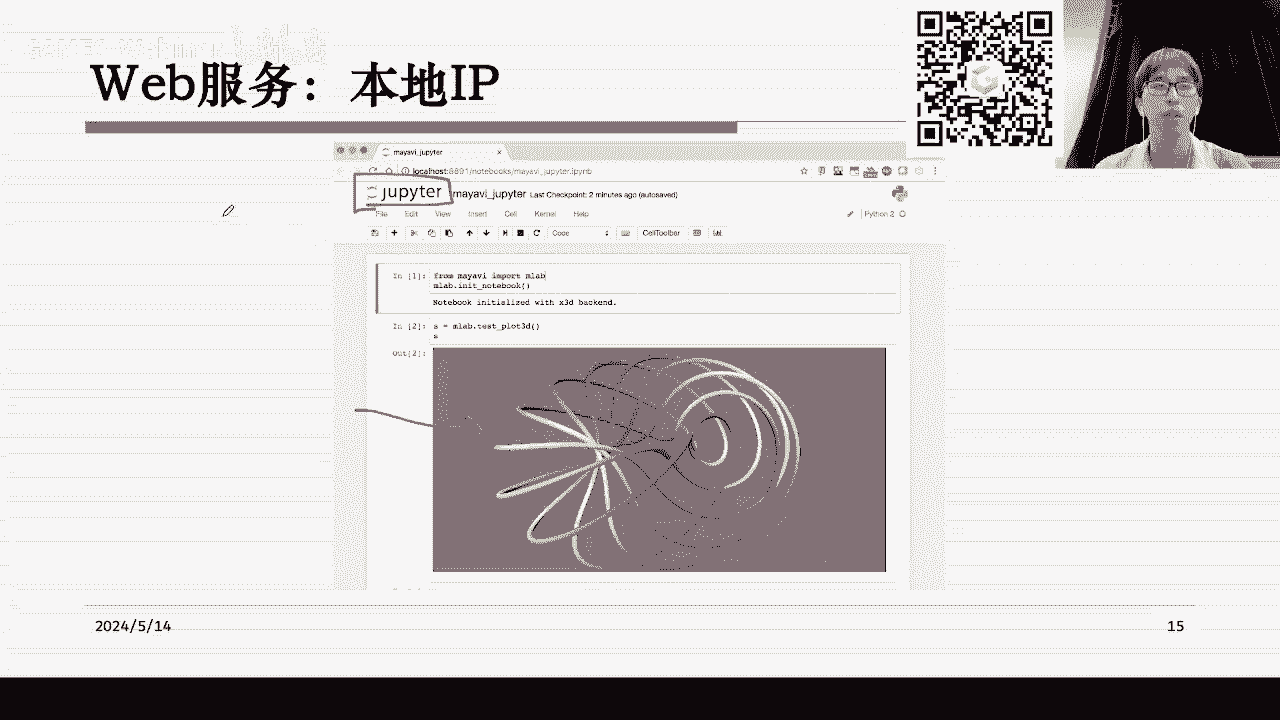 Web服务：本地IP
mayavi_jupyter
localhost:8891/notebooks/mayavi_jupyter.ipynb
jupyter
mayavi_jupyter Last Checkpoint: 2 minutes ago (autosaved)
File Edit View Insert Cell Kernel Help
Python 2
Code
CellToolbar
In [1]: from mayavi import mlab
mlab.init_notebook()
Notebook initialized with x3d backend.
In [2]: s = mlab.test_plot3d()
s
Out[2]:
2024/5/14
15